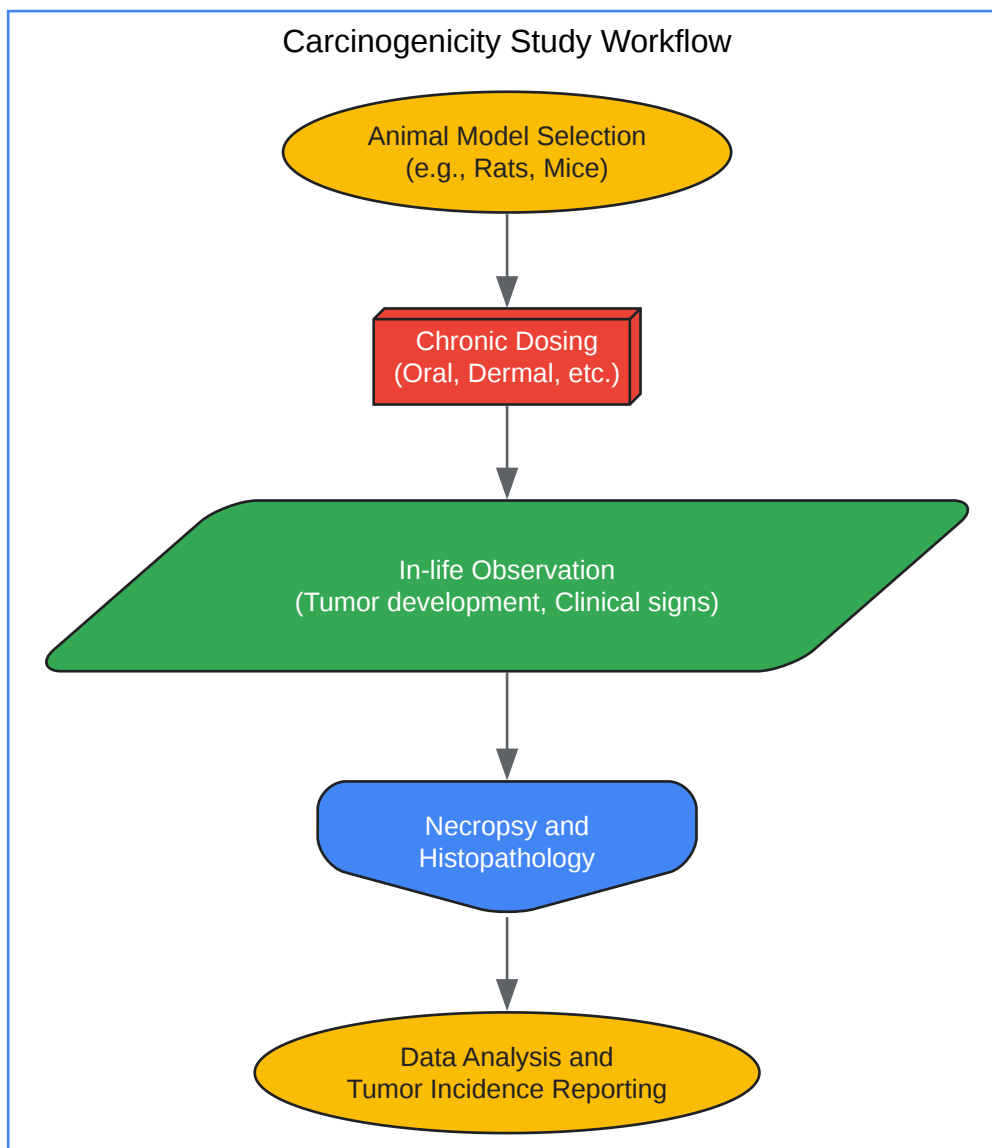 Carcinogenicity Study Workflow
Animal Model Selection
(e.g., Rats, Mice)
Chronic Dosing
(Oral, Dermal, etc.)
In-life Observation
(Tumor development, Clinical signs)
Necropsy and
Histopathology
Data Analysis and
Tumor Incidence Reporting